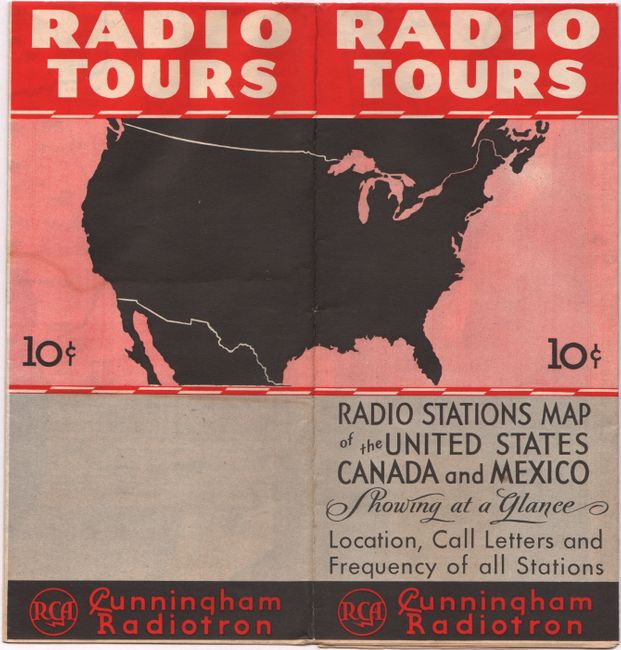 RADIO
TOURS
10¢
RCA Cunningham
Radiotron
RADIO
TOURS
10¢
RADIO STATIONS MAP
of the UNITED STATES
CANADA and MEXICO
Showing at a Glance
Location, Call Letters and
Frequency of all Stations
RCA Cunningham
Radiotron